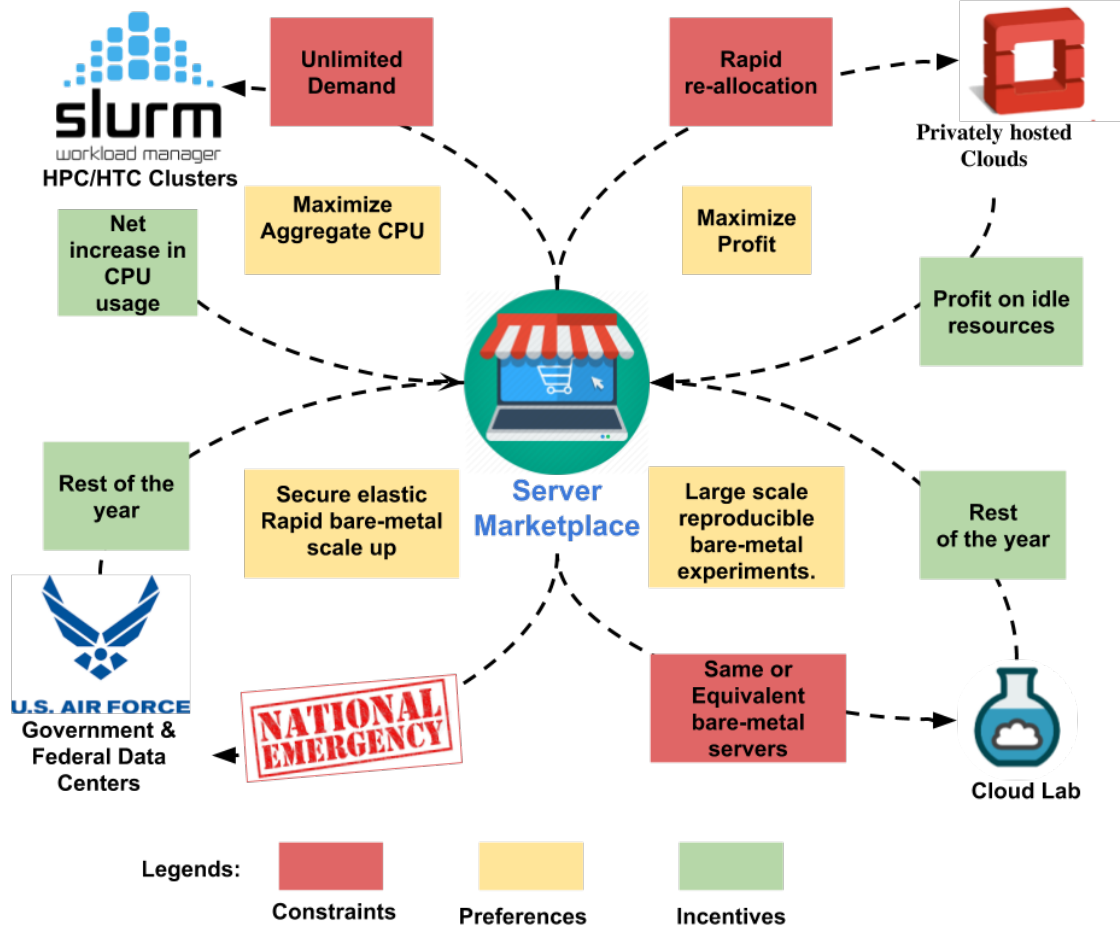 Unlimited
Demand
Rapid
re-allocation
slurm
workload manager
HPC/HTC Clusters
Privately hosted
Clouds
Maximize
Aggregate CPU
Maximize
Profit
Net
increase in
CPU
usage
Profit on idle
resources
Server
Marketplace
Rest of the
year
Secure elastic
Rapid bare-metal
scale up
Large scale
reproducible
bare-metal
experiments.
Rest
of the year
U.S. AIR FORCE
Government &
Federal Data
Centers
NATIONAL
EMERGENCY
Same or
Equivalent
bare-metal
servers
Cloud Lab
Legends:
Constraints
Preferences
Incentives